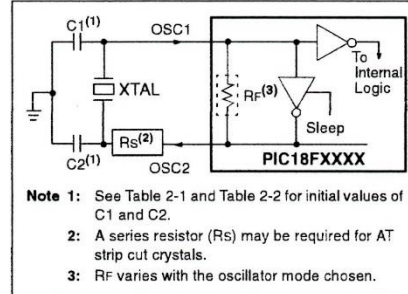 C1(1)
OSC1
To
Internal
Logic
XTAL
RF(3)
Sleep
C2(1)
RS(2)
OSC2
PIC18FXXXX
Note 1: See Table 2-1 and Table 2-2 for initial values of
C1 and C2.
2: A series resistor (RS) may be required for AT
strip cut crystals.
3: RF varies with the oscillator mode chosen.